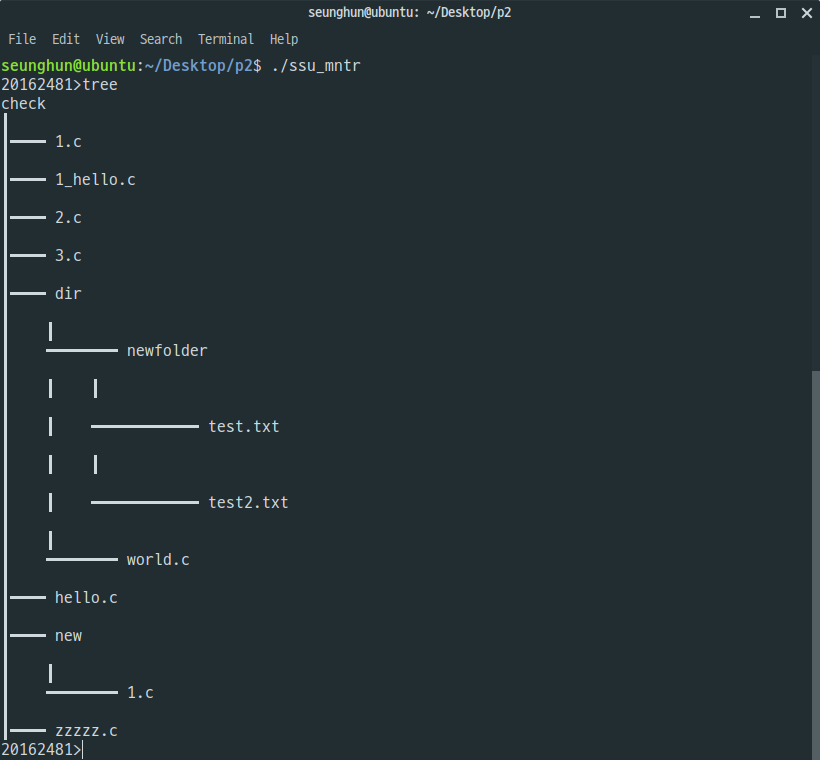 seunghun@ubuntu: ~/Desktop/p2
File Edit View Search Terminal Help
seunghun@ubuntu:~/Desktop/p2$ ./ssu_mntr
20162481>tree
check
1.c
1_hello.c
2.c
3.c
dir
newfolder
test.txt
test2.txt
world.c
hello.c
new
1.c
zzzzz.c
20162481>